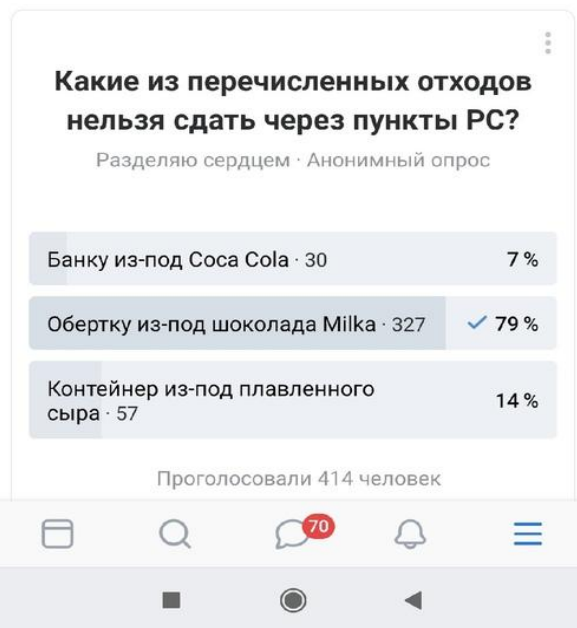 Какие из перечисленных отходов
нельзя сдать через пункты РС?
Разделяю сердцем · Анонимный опрос
Банку из-под Coca Cola · 30 7 %
Обертку из-под шоколада Milka · 327 79 %
Контейнер из-под плавленного
сыра · 57 14 %
Проголосовали 414 человек
70